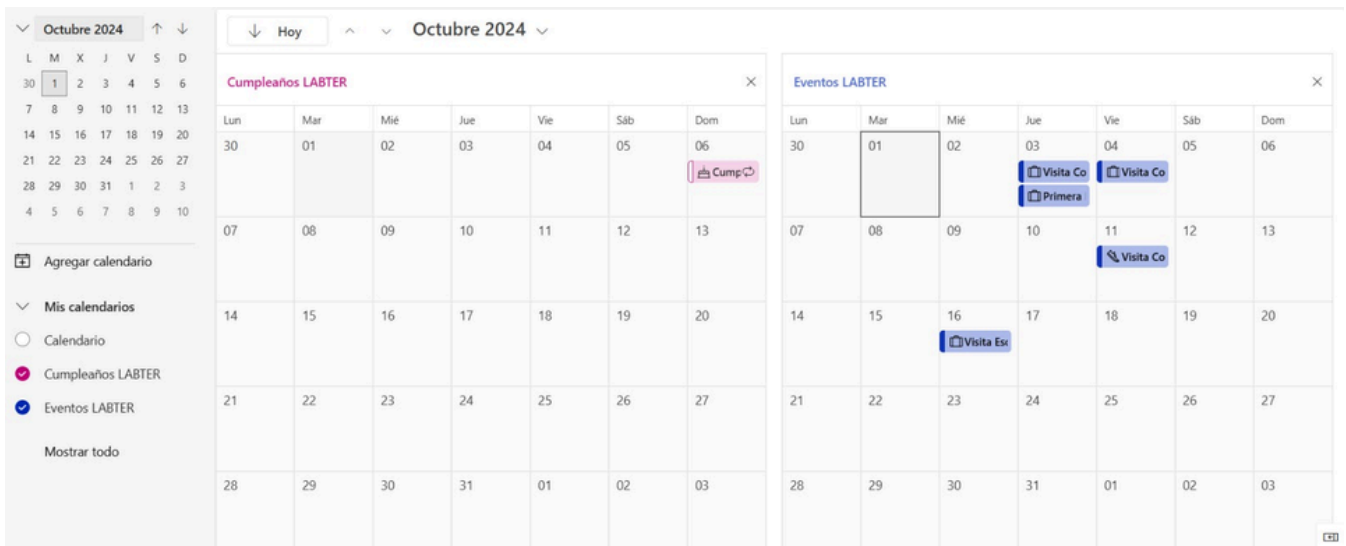 Octubre 2024
L M X J V S D
30 1 2 3 4 5 6
7 8 9 10 11 12 13
14 15 16 17 18 19 20
21 22 23 24 25 26 27
28 29 30 31 1 2 3
4 5 6 7 8 9 10
Agregar calendario
Mis calendarios
Calendario
Cumpleaños LABTER
Eventos LABTER
Mostrar todo
Hoy Octubre 2024
Cumpleaños LABTER
Lun Mar Mié Jue Vie Sáb Dom
30 01 02 03 04 05 06
Cump
07 08 09 10 11 12 13
14 15 16 17 18 19 20
21 22 23 24 25 26 27
28 29 30 31 01 02 03
Eventos LABTER
Lun Mar Mié Jue Vie Sáb Dom
30 01 02 03 04 05 06
Visita Co Visita Co
Primera
07 08 09 10 11 12 13
Visita Co
14 15 16 17 18 19 20
Visita Esc
21 22 23 24 25 26 27
28 29 30 31 01 02 03